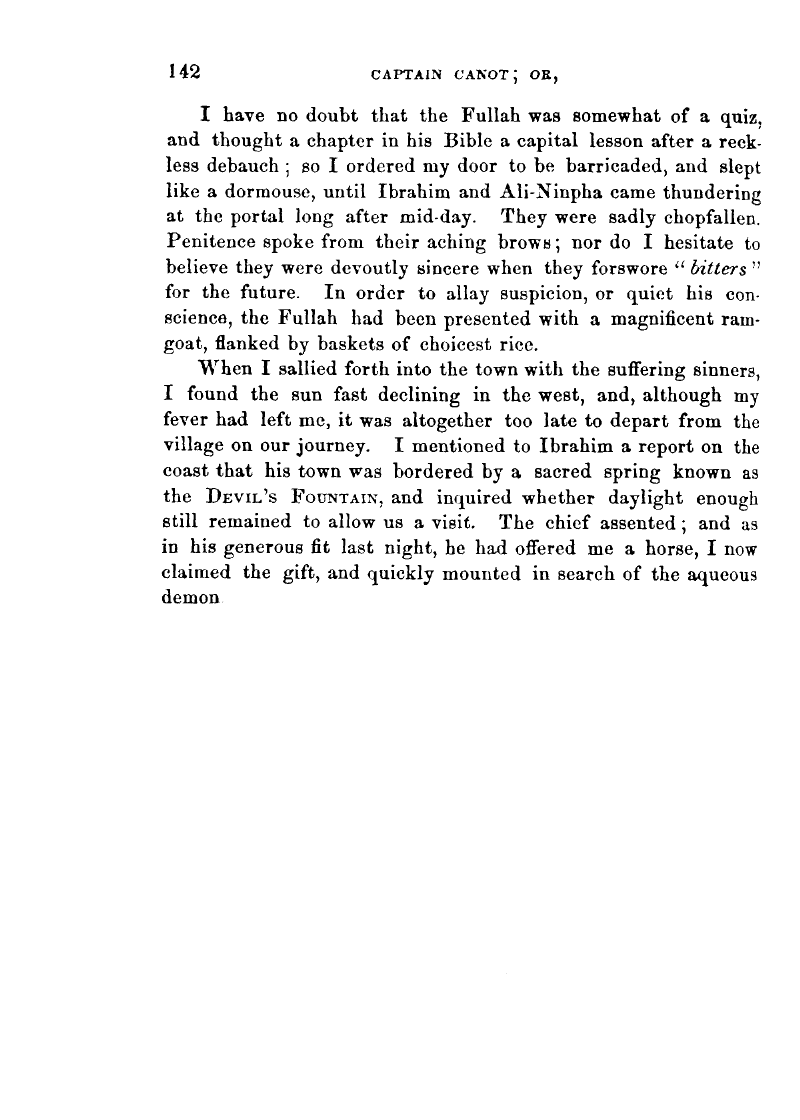 142 CAPTAIN CANOT; OR,
I have no doubt that the Fullah was somewhat of a quiz,
and thought a chapter in his Bible a capital lesson after a reck-
less debauch; so I ordered my door to be barricaded, and slept
like a dormouse, until Ibrahim and Ali-Ninpha came thundering
at the portal long after mid-day. They were sadly chopfallen.
Penitence spoke from their aching brows; nor do I hesitate to
believe they were devoutly sincere when they forswore "bitters"
for the future. In order to allay suspicion, or quiet his con-
science, the Fullah had been presented with a magnificent ram-
goat, flanked by baskets of choicest rice.
When I sallied forth into the town with the suffering sinners,
I found the sun fast declining in the west, and, although my
fever had left me, it was altogether too late to depart from the
village on our journey. I mentioned to Ibrahim a report on the
coast that his town was bordered by a sacred spring known as
the DEVIL'S FOUNTAIN, and inquired whether daylight enough
still remained to allow us a visit. The chief assented; and as
in his generous fit last night, he had offered me a horse, I now
claimed the gift, and quickly mounted in search of the aqueous
demon